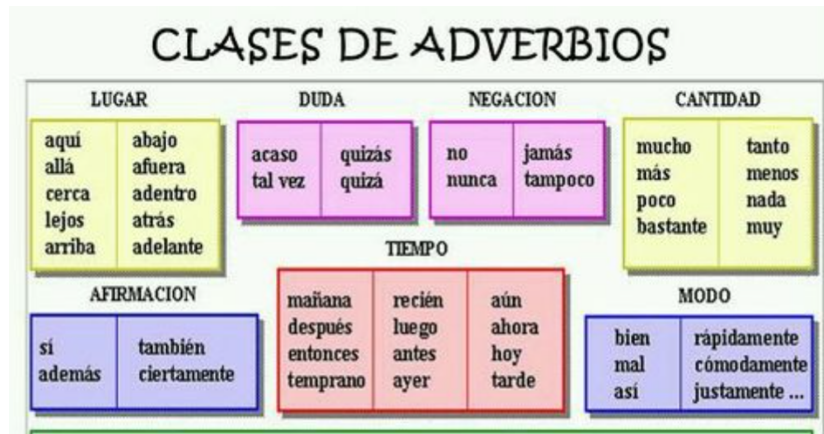 CLASES DE ADVERBIOS
LUGAR
aquí abajo
allá afuera
cerca adentro
lejos atrás
arriba adelante
DUDA
acaso quizás
tal vez quizá
NEGACION
no jamás
nunca tampoco
CANTIDAD
mucho tanto
más menos
poco nada
bastante muy
AFIRMACION
sí también
además ciertamente
TIEMPO
mañana recién aún
después luego ahora
entonces antes hoy
temprano ayer tarde
MODO
bien rápidamente
mal cómodamente
así justamente ...